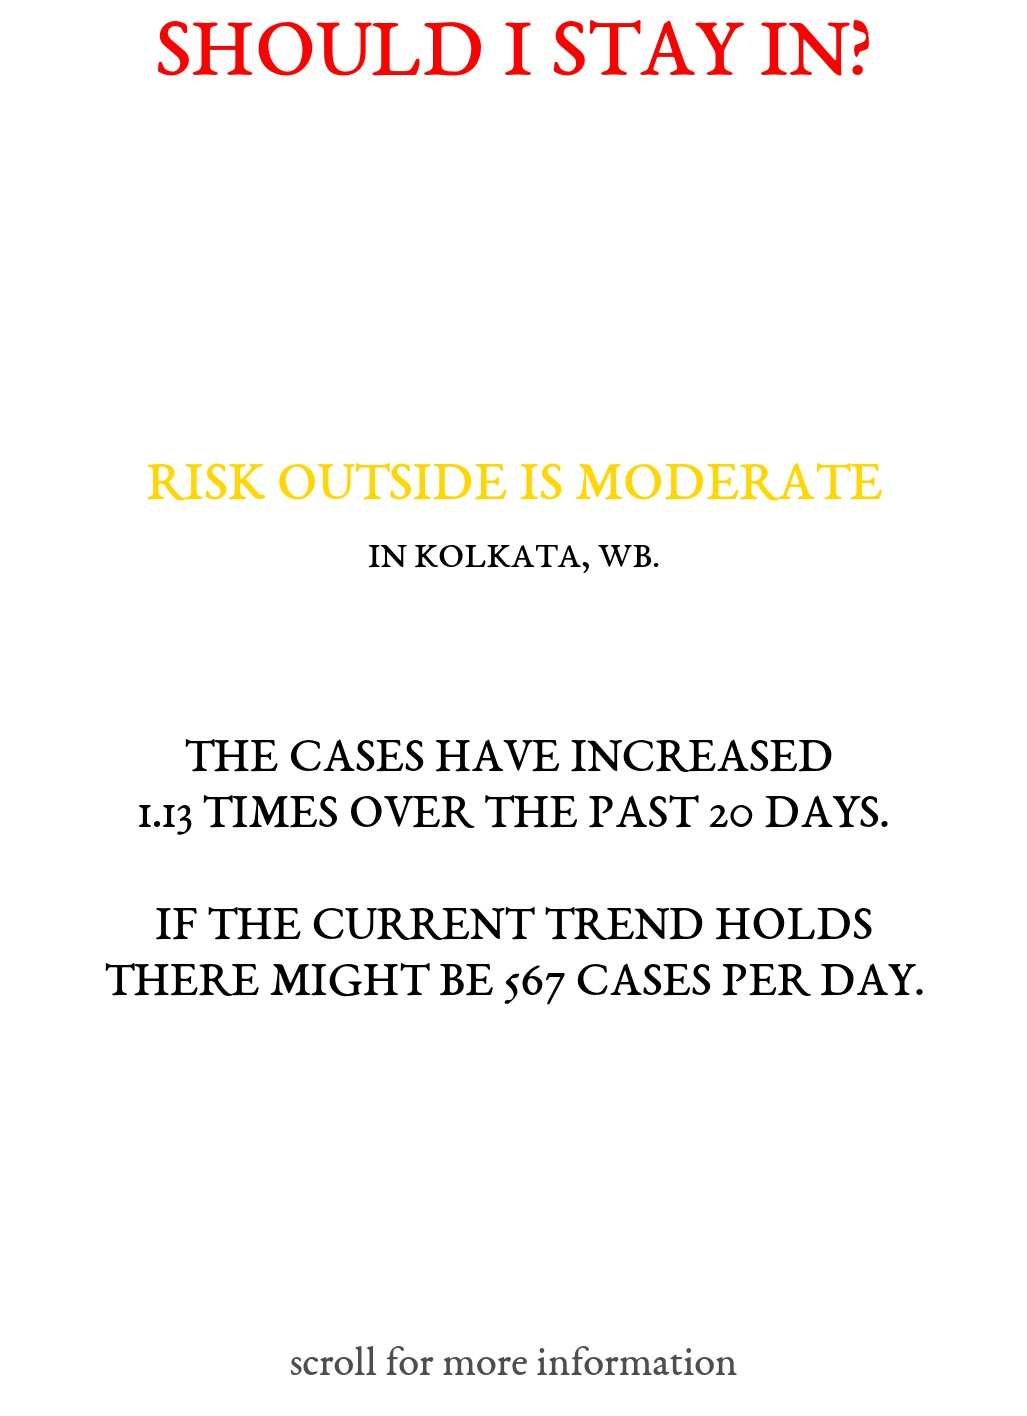 SHOULD I STAY IN?
RISK OUTSIDE IS MODERATE
IN KOLKATA, WB.
THE CASES HAVE INCREASED
1.13 TIMES OVER THE PAST 20 DAYS.
IF THE CURRENT TREND HOLDS
THERE MIGHT BE 567 CASES PER DAY.
scroll for more information